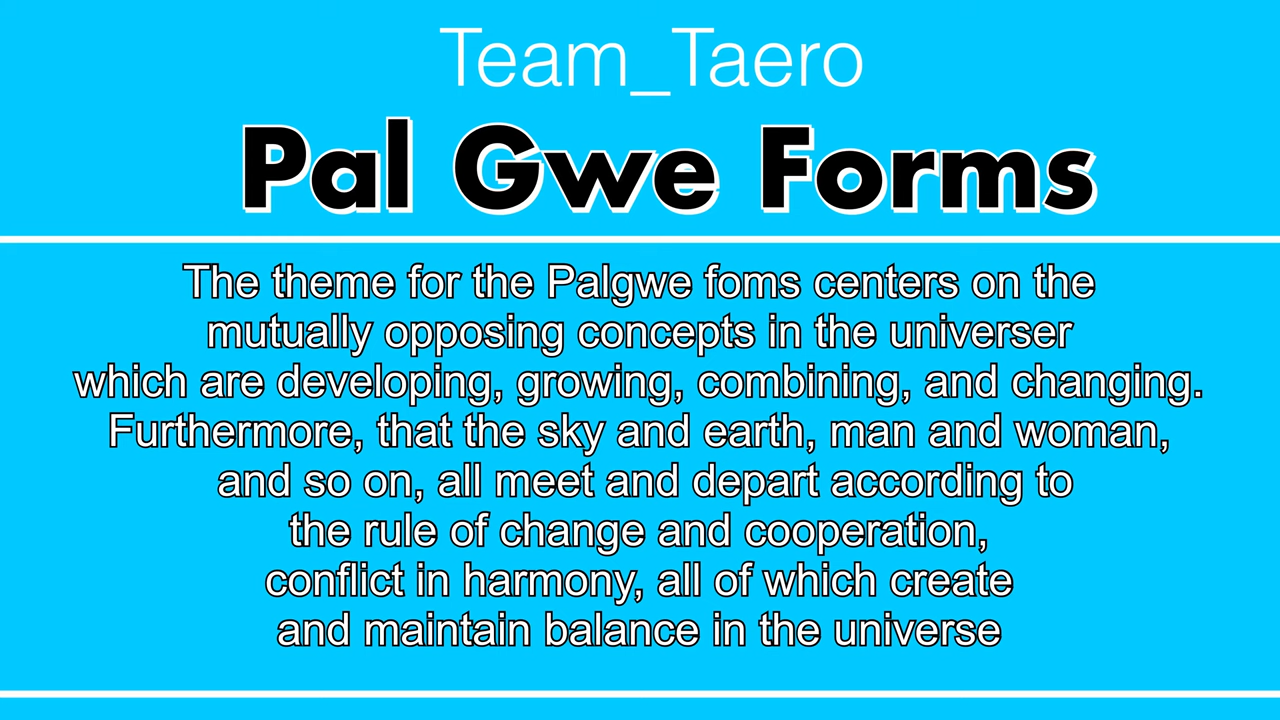 Team_Taero
Pal Gwe Forms
The theme for the Palgwe foms centers on the
mutually opposing concepts in the universer
which are developing, growing, combining, and changing.
Furthermore, that the sky and earth, man and woman,
and so on, all meet and depart according to
the rule of change and cooperation,
conflict in harmony, all of which create
and maintain balance in the universe